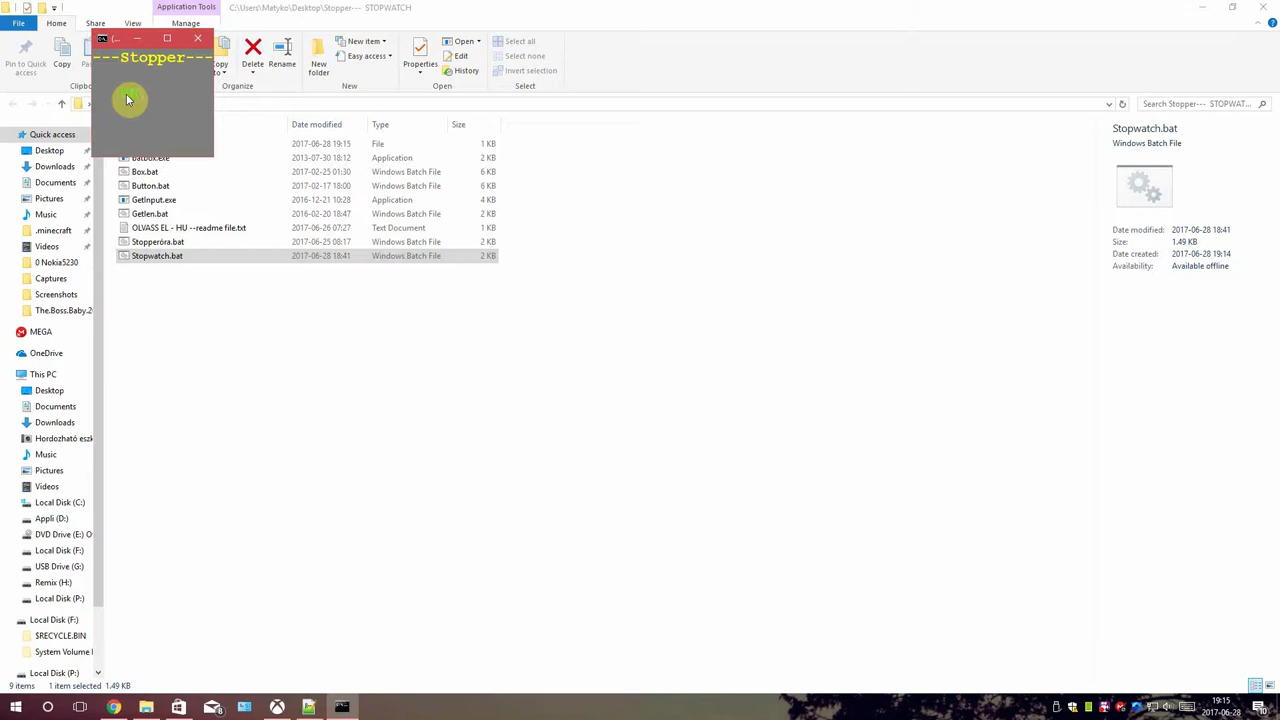 Application Tools
C:\Users\Matyko\Desktop\Stopper--- STOPWATCH
File
Home
Share
View
Manage
(...
---Stopper---
Pin to Quick access
Copy
Delete
Rename
New folder
New item
Easy access
Properties
Open
Edit
History
Select all
Select none
Invert selection
Organize
New
Open
Select
Search Stopper--- STOPWAT...
Date modified
Type
Size
2017-06-28 19:15
File
1 KB
batbox.exe
2013-07-30 18:12
Application
2 KB
Box.bat
2017-02-25 01:30
Windows Batch File
6 KB
Button.bat
2017-02-17 18:00
Windows Batch File
6 KB
GetInput.exe
2016-12-21 10:28
Application
4 KB
Getlen.bat
2016-02-20 18:47
Windows Batch File
2 KB
OLVASS EL - HU --readme file.txt
2017-06-26 07:27
Text Document
1 KB
Stopperóra.bat
2017-06-25 08:17
Windows Batch File
2 KB
Stopwatch.bat
2017-06-28 18:41
Windows Batch File
2 KB
Quick access
Desktop
Downloads
Documents
Pictures
Music
.minecraft
Videos
0 Nokia5230
Captures
Screenshots
The.Boss.Baby.2
MEGA
OneDrive
This PC
Desktop
Documents
Downloads
Hordozható eszk
Music
Pictures
Videos
Local Disk (C:)
Appli (D:)
DVD Drive (E:) O
Local Disk (F:)
USB Drive (G:)
Remix (H:)
Local Disk (P:)
Local Disk (F:)
$RECYCLE.BIN
System Volume
Local Disk (P:)
Stopwatch.bat
Windows Batch File
Date modified: 2017-06-28 18:41
Size: 1.49 KB
Date created: 2017-06-28 19:14
Availability: Available offline
9 items
1 item selected 1.49 KB
19:15
2017-06-28